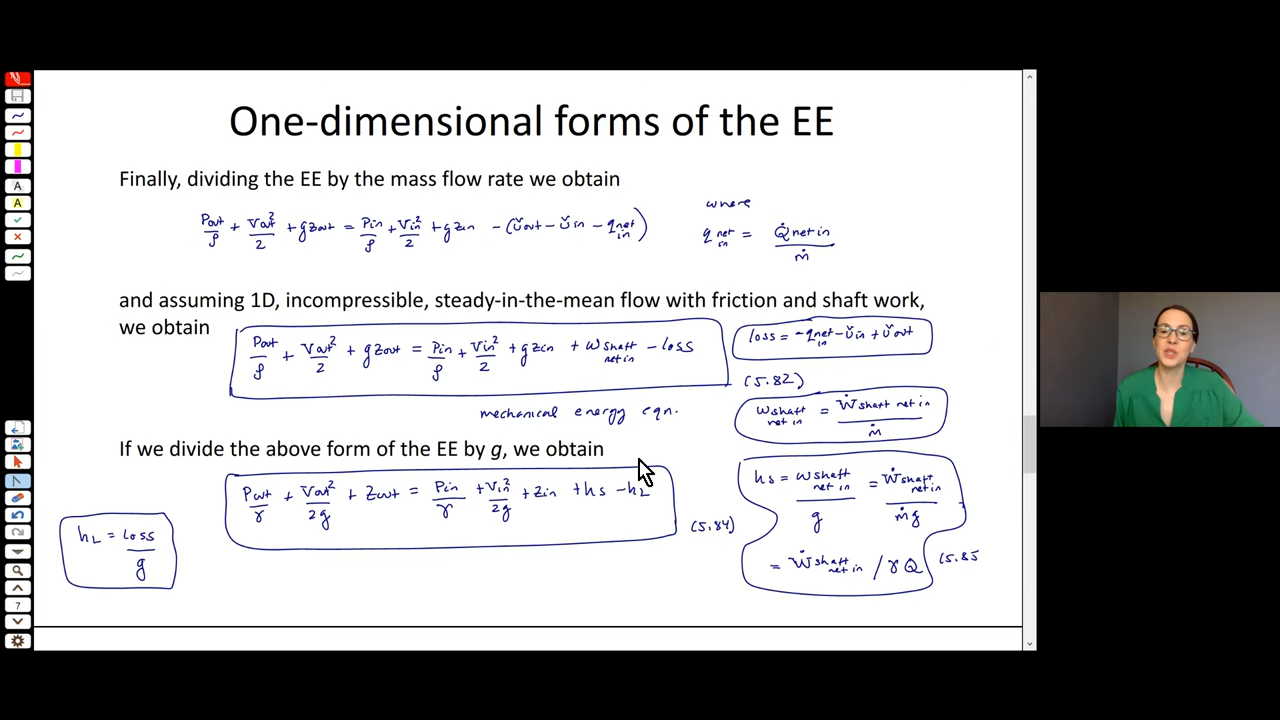 One-dimensional forms of the EE
Finally, dividing the EE by the mass flow rate we obtain
where
Pout/ρ + Vout²/2 + gzout = Pin/ρ + Vin²/2 + gzin - (ǔout - ǔin - qnet in)
qnet in = Q̇net in/ṁ
and assuming 1D, incompressible, steady-in-the-mean flow with friction and shaft work,
we obtain
loss = -qnet in - ǔin + ǔout
Pout/ρ + Vout²/2 + gzout = Pin/ρ + Vin²/2 + gzin + wshaft net in - loss
(5.82)
mechanical energy eqn.
wshaft net in = Ẇshaft net in/ṁ
If we divide the above form of the EE by g, we obtain
Pout/γ + Vout²/2g + zout = Pin/γ + Vin²/2g + zin + hs - hL
(5.84)
hs = wshaft net in/g = Ẇshaft net in/ṁg
= Ẇshaft net in / γQ
(5.85
hL = loss/g
A
A
7